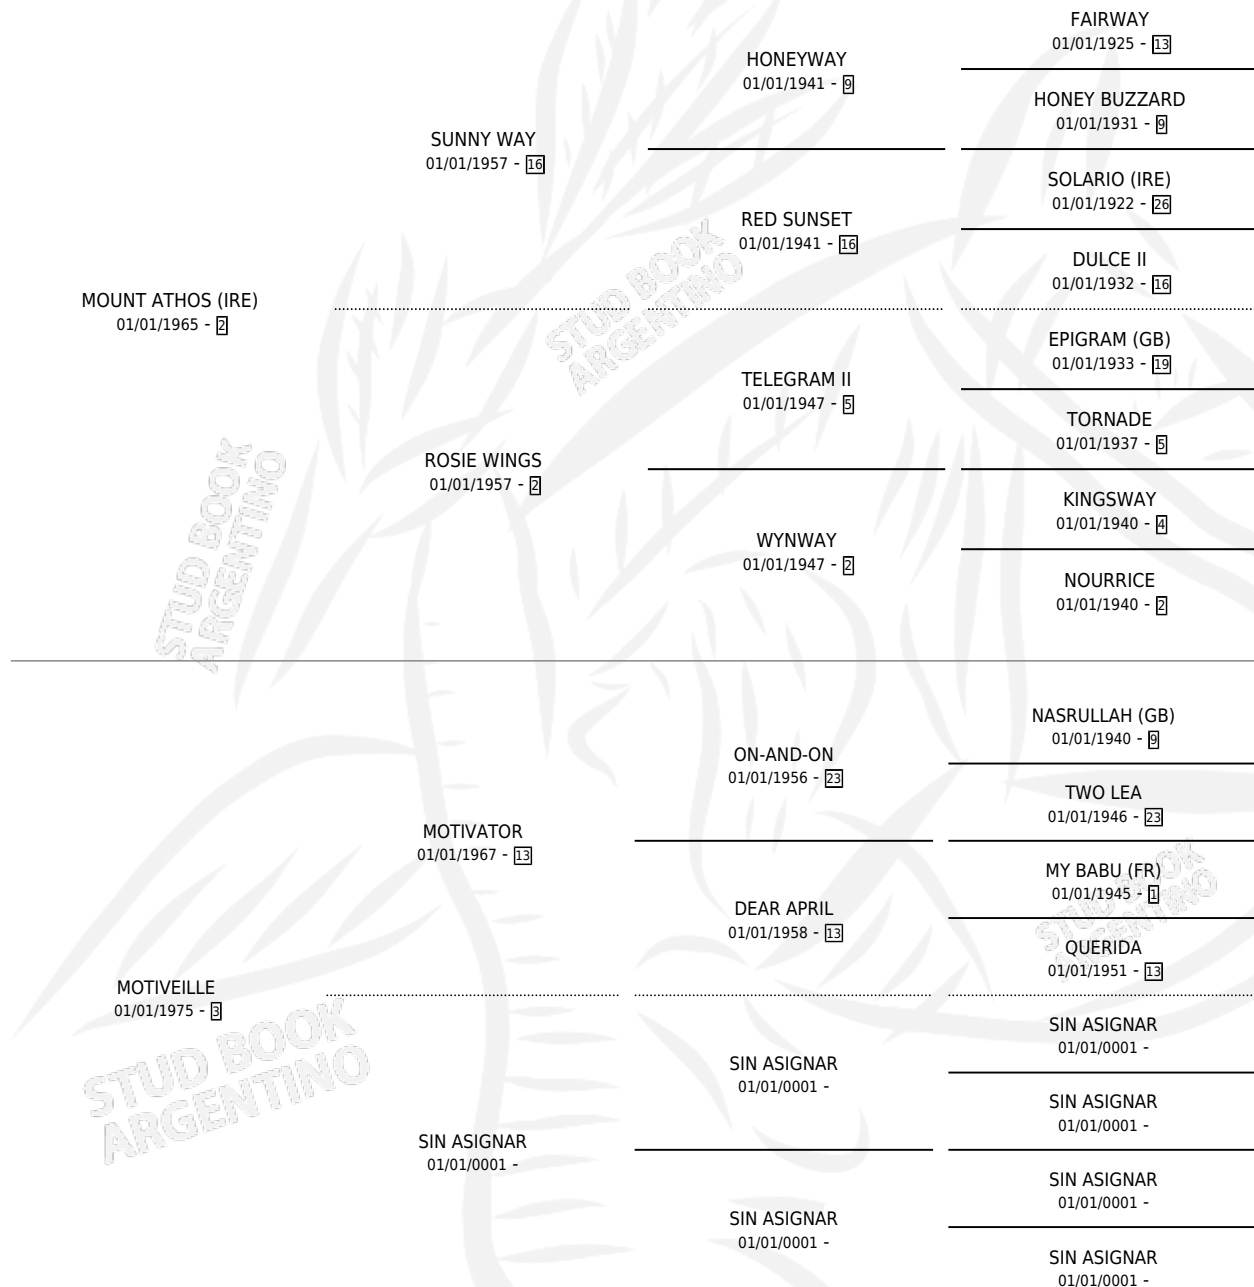 FAIRWAY
01/01/1925 - 13
HONEYWAY
01/01/1941 - 9
HONEY BUZZARD
01/01/1931 - 9
SUNNY WAY
01/01/1957 - 16
SOLARIO (IRE)
01/01/1922 - 26
RED SUNSET
01/01/1941 - 16
DULCE II
01/01/1932 - 16
MOUNT ATHOS (IRE)
01/01/1965 - 2
EPIGRAM (GB)
01/01/1933 - 19
TELEGRAM II
01/01/1947 - 5
TORNADE
01/01/1937 - 5
ROSIE WINGS
01/01/1957 - 2
KINGSWAY
01/01/1940 - 4
WYNWAY
01/01/1947 - 2
NOURRICE
01/01/1940 - 2
STUD BOOK
ARGENTINO
STUD BOOK
ARGENTINO
NASRULLAH (GB)
01/01/1940 - 9
ON-AND-ON
01/01/1956 - 23
TWO LEA
01/01/1946 - 23
MOTIVATOR
01/01/1967 - 13
MY BABU (FR)
01/01/1945 - 1
DEAR APRIL
01/01/1958 - 13
QUERIDA
01/01/1951 - 13
MOTIVEILLE
01/01/1975 - 3
SIN ASIGNAR
01/01/0001 -
SIN ASIGNAR
01/01/0001 -
SIN ASIGNAR
01/01/0001 -
SIN ASIGNAR
01/01/0001 -
SIN ASIGNAR
01/01/0001 -
SIN ASIGNAR
01/01/0001 -
SIN ASIGNAR
01/01/0001 -
STUD BOOK
ARGENTINO
STUD BOOK
ARGENTINO